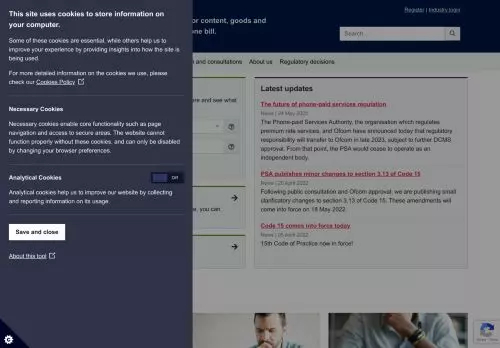 This site uses cookies to store information on
your computer.
Some of these cookies are essential, while others help us to
improve your experience by providing insights into how the site is
being used.
For more detailed information on the cookies we use, please
check our Cookies Policy
Necessary Cookies
Necessary cookies enable core functionality such as page
navigation and access to secure areas. The website cannot
function properly without these cookies, and can only be disabled
by changing your browser preferences.
Analytical Cookies
Off
Analytical cookies help us to improve our website by collecting
and reporting information on its usage.
Save and close
About this tool
Register | Industry login
or content, goods and
ne bill.
Search...
and consultations
About us
Regulatory decisions
ore and see what
e, you can
Latest updates
The future of phone-paid services regulation
News | 09 May 2022
The Phone-paid Services Authority, the organisation which regulates
premium rate services, and Ofcom have announced today that regulatory
responsibility will transfer to Ofcom in late 2023, subject to further DCMS
approval. From that point, the PSA would cease to operate as an
independent body.
PSA publishes minor changes to section 3.13 of Code 15
News | 20 April 2022
Following public consultation and Ofcom approval, we are publishing small
clarificatory changes to section 3.13 of Code 15. These amendments will
come into force on 18 May 2022
Code 15 comes into force today
News | 05 April 2022
15th Code of Practice now in force!